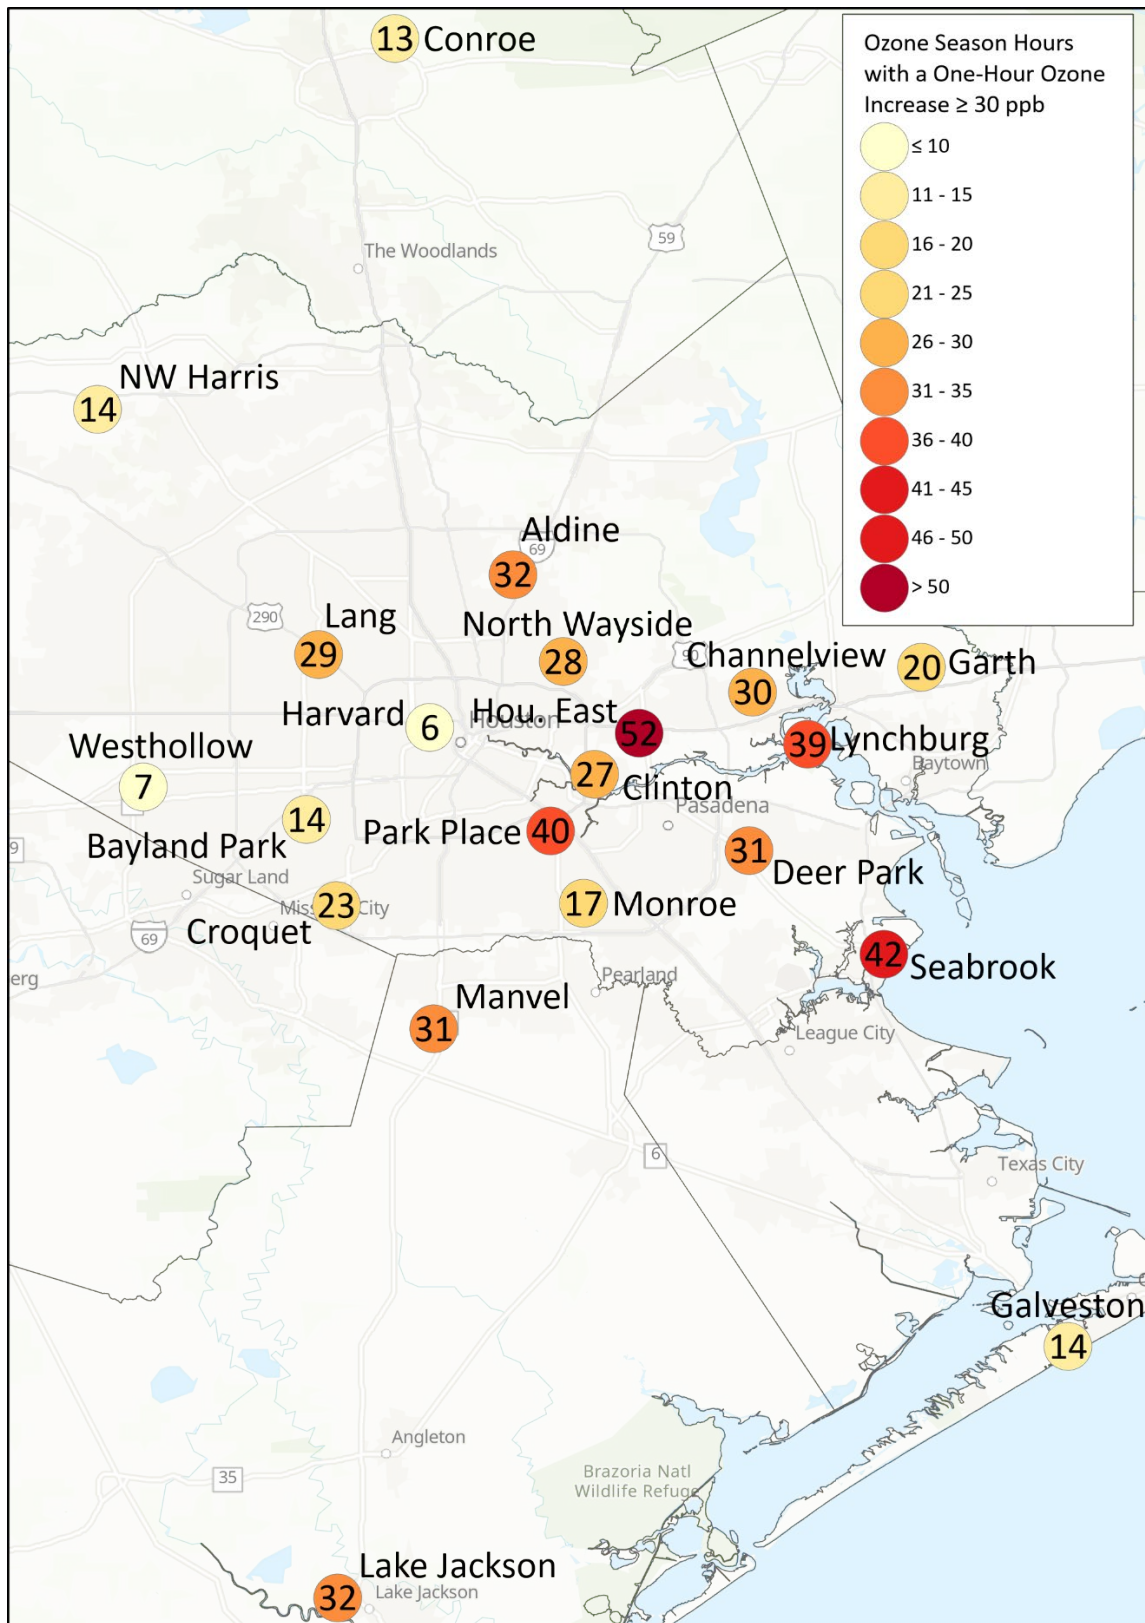 13 Conroe
Ozone Season Hours
with a One-Hour Ozone
Increase ≥ 30 ppb
≤ 10
11 - 15
16 - 20
21 - 25
26 - 30
31 - 35
36 - 40
41 - 45
46 - 50
> 50
59
The Woodlands
NW Harris
14
Aldine
69
32
290
Lang
29
North Wayside
28
90
Channelview
30
20 Garth
Harvard 6
Houston
Hou. East
52
39 Lynchburg
Baytown
Westhollow
7
27
Clinton
Pasadena
14
Bayland Park
Park Place 40
31
Deer Park
9
Sugar Land
23
City
Croquet
69
17 Monroe
42
Seabrook
erg
Manvel
31
Pearland
League City
6
Texas City
Galveston
14
Angleton
35
Brazoria Natl
Wildlife Refuge
Lake Jackson
32
Lake Jackson